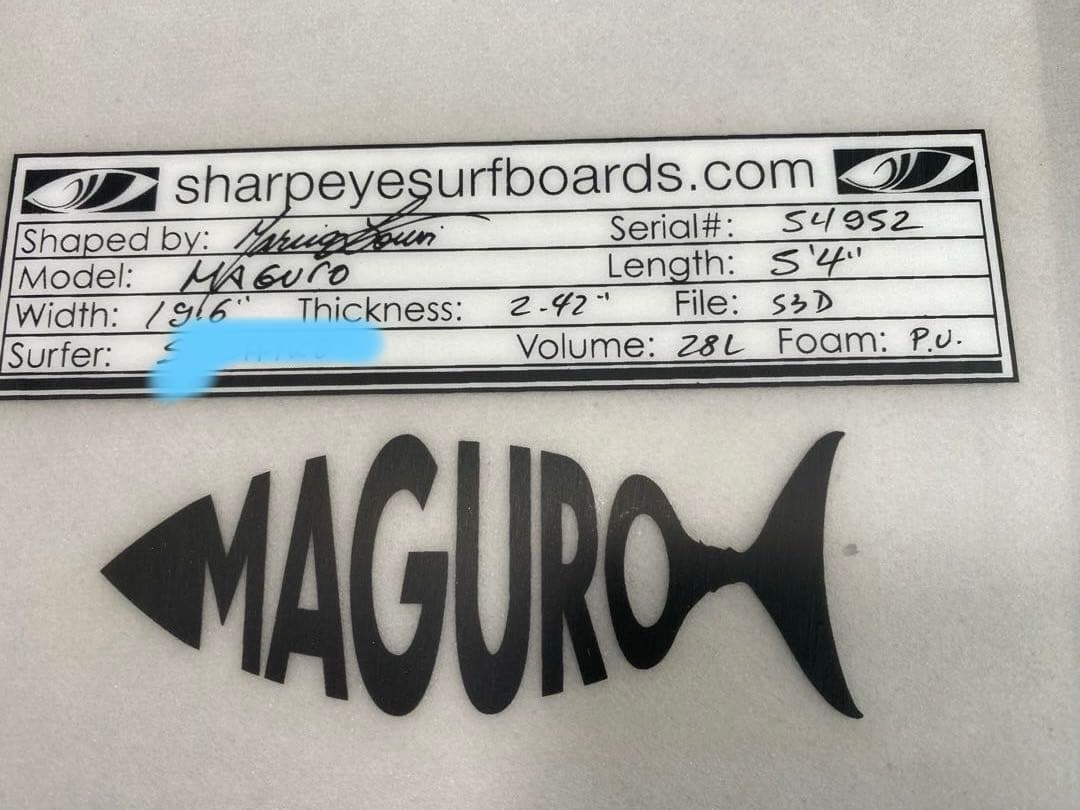 sharpeyesurfboards.com
Shaped by: Serial#: 54952
Model: MAGURO Length: 5'4"
Width: 19.6" Thickness: 2-42" File: S3D
Surfer: Volume: 28L Foam: P.U.
MAGURO